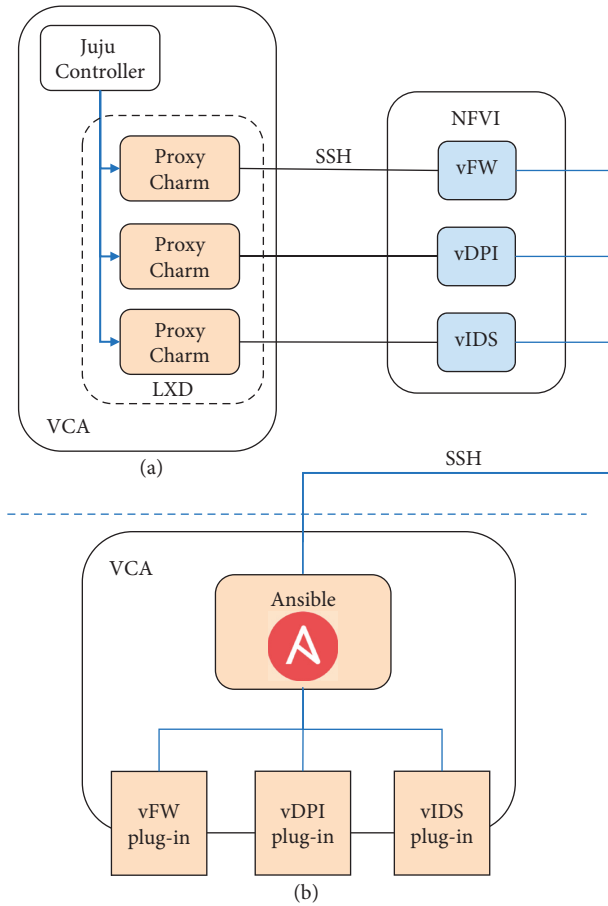 Juju
Controller
Proxy
Charm
Proxy
Charm
Proxy
Charm
LXD
VCA
(a)
SSH
NFVI
vFW
vDPI
vIDS
SSH
VCA
Ansible
vFW
plug-in
vDPI
plug-in
vIDS
plug-in
(b)